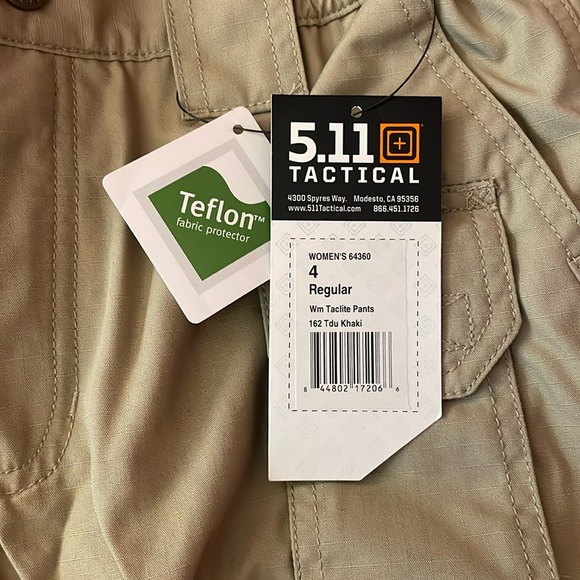 Teflon™
fabric protector
5.11
TACTICAL
4300 Spyres Way. Modesto, CA 95356
www.511Tactical.com 866.451.1726
WOMEN'S 64360
4
Regular
Wm Taclite Pants
162 Tdu Khaki
8 44802 17206 6